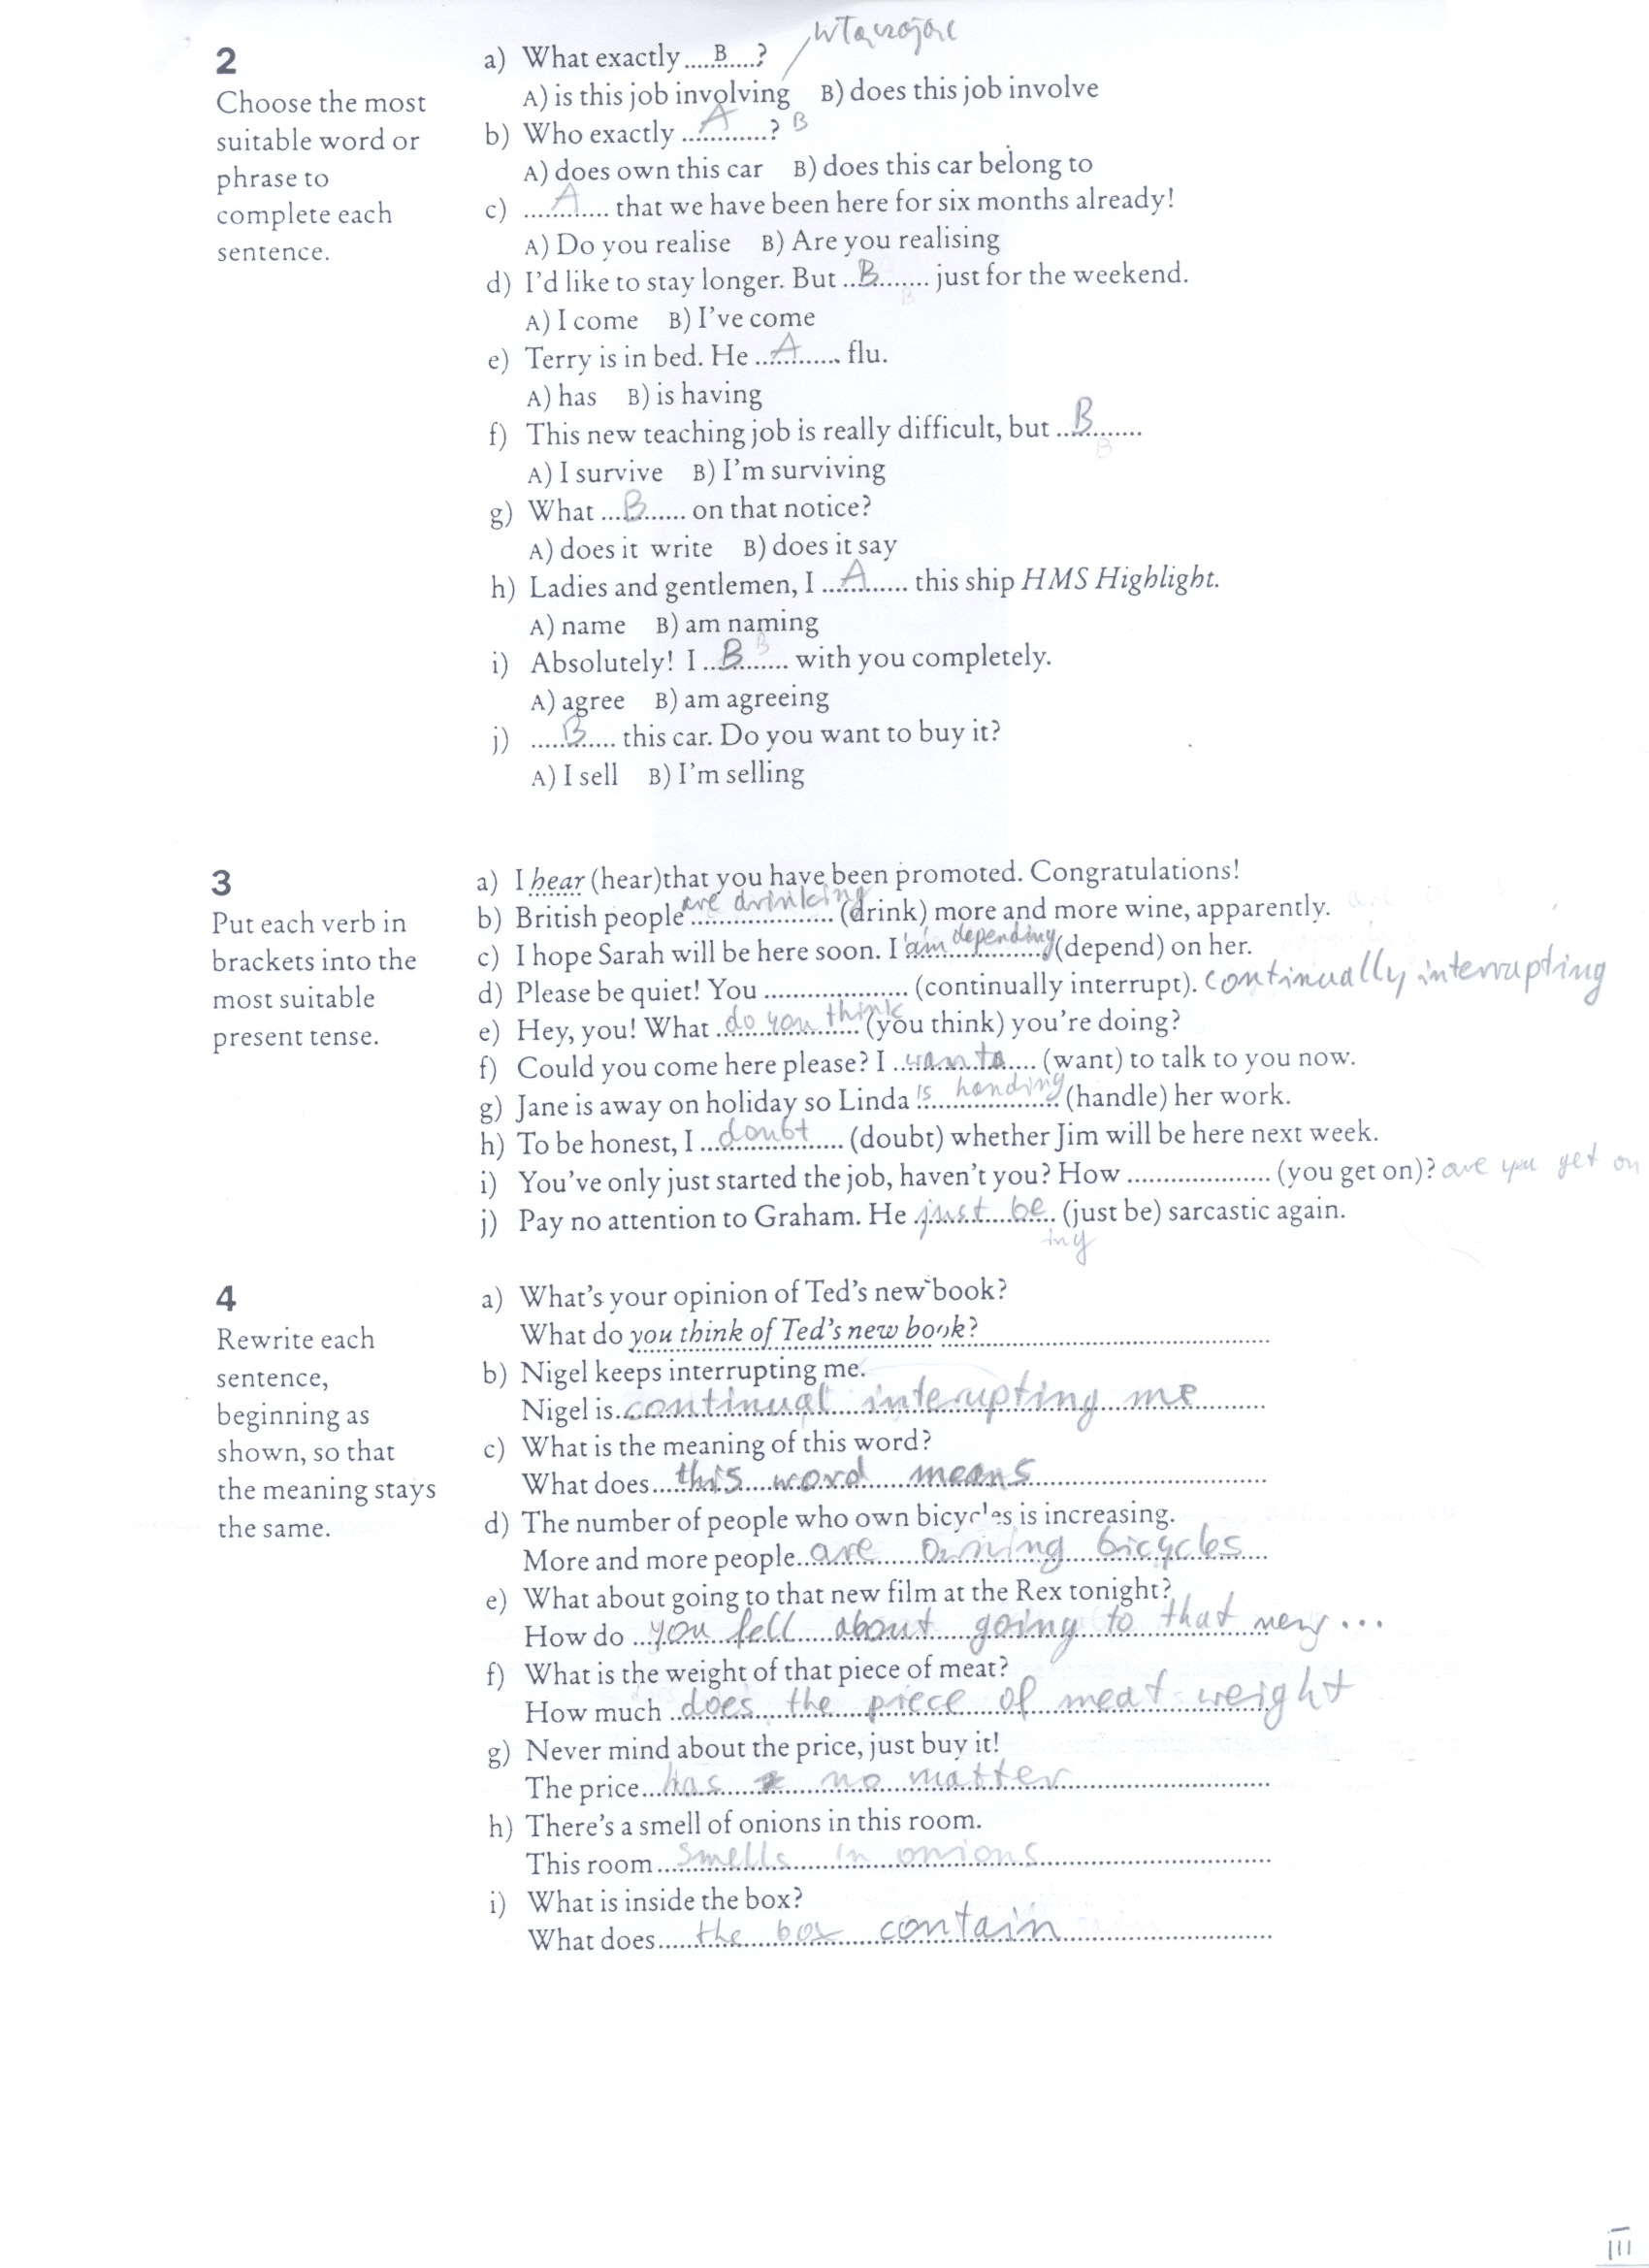 włączając
2
Choose the most
suitable word or
phrase to
complete each
sentence.
a) What exactly .....B.....?
A) is this job involving B) does this job involve
b) Who exactly ....A....? B
A) does own this car B) does this car belong to
c) ....A.... that we have been here for six months already!
A) Do you realise B) Are you realising
d) I'd like to stay longer. But ...B........ just for the weekend.
B
A) I come B) I've come
e) Terry is in bed. He ...A........ flu.
A) has B) is having
f) This new teaching job is really difficult, but ...B........
B
A) I survive B) I'm surviving
g) What ....B....... on that notice?
A) does it write B) does it say
h) Ladies and gentlemen, I ...A....... this ship HMS Highlight.
A) name B) am naming
i) Absolutely! I ...B........ with you completely.
B
A) agree B) am agreeing
j) .....B...... this car. Do you want to buy it?
A) I sell B) I'm selling
3
Put each verb in
brackets into the
most suitable
present tense.
a) I hear (hear)that you have been promoted. Congratulations!
b) British people are drinking (drink) more and more wine, apparently.
c) I hope Sarah will be here soon. I 'am depending (depend) on her.
d) Please be quiet! You .................... (continually interrupt). continually interrupting
e) Hey, you! What do you think (you think) you're doing?
f) Could you come here please? I want (want) to talk to you now.
g) Jane is away on holiday so Linda is handing (handle) her work.
h) To be honest, I doubt (doubt) whether Jim will be here next week.
i) You've only just started the job, haven't you? How .................... (you get on)? are you get on
j) Pay no attention to Graham. He just be (just be) sarcastic again.
ing
4
Rewrite each
sentence,
beginning as
shown, so that
the meaning stays
the same.
a) What's your opinion of Ted's new book?
What do you think of Ted's new book?
b) Nigel keeps interrupting me.
Nigel is continual interupting me
c) What is the meaning of this word?
What does this word means
d) The number of people who own bicycles is increasing.
More and more people are owning bicycles
e) What about going to that new film at the Rex tonight?
How do you fell about going to that new ...
f) What is the weight of that piece of meat?
How much does the piece of meat weight
g) Never mind about the price, just buy it!
The price has no matter
h) There's a smell of onions in this room.
This room smells in onions
i) What is inside the box?
What does the box contain
III